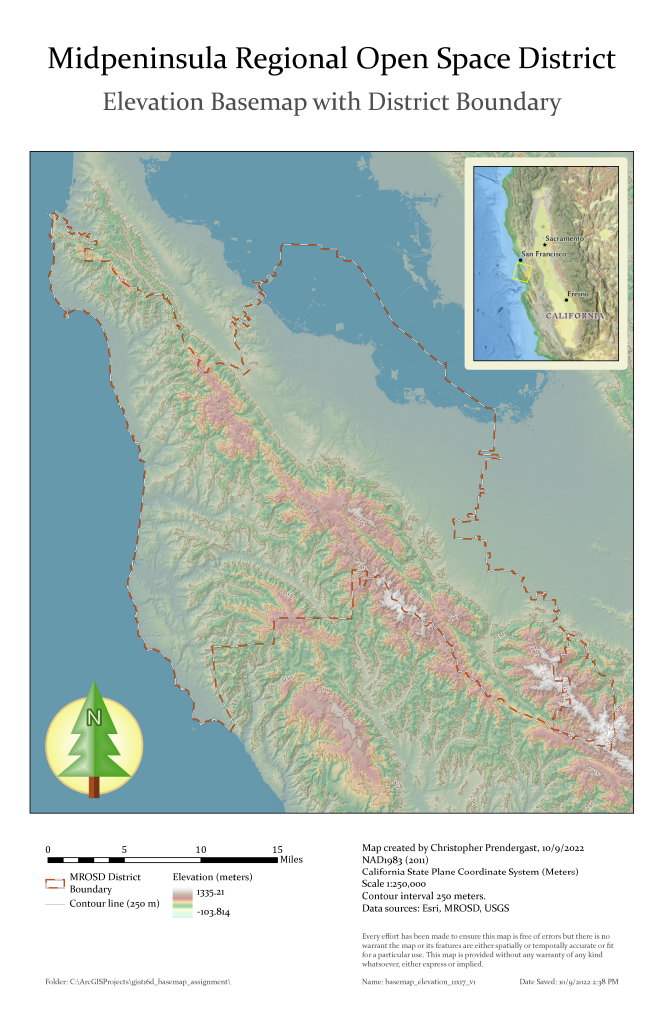 Midpeninsula Regional Open Space District
Elevation Basemap with District Boundary
Sacramento
San Francisco
Fresno
CALIFORNIA
N
0 5 10 15
Miles
MROSD District
Boundary
Contour line (250 m)
Elevation (meters)
1335.21
-103.814
Map created by Christopher Prendergast, 10/9/2022
NAD1983 (2011)
California State Plane Coordinate System (Meters)
Scale 1:250,000
Contour interval 250 meters.
Data sources: Esri, MROSD, USGS
Every effort has been made to ensure this map is free of errors but there is no
warrant the map or its features are either spatially or temporally accurate or fit
for a particular use. This map is provided without any warranty of any kind
whatsoever, either express or implied.
Folder: C:\ArcGISProjects\gist16d_basemap_assignment\
Name: basemap_elevation_11x17_v1
Date Saved: 10/9/2022 2:38 PM